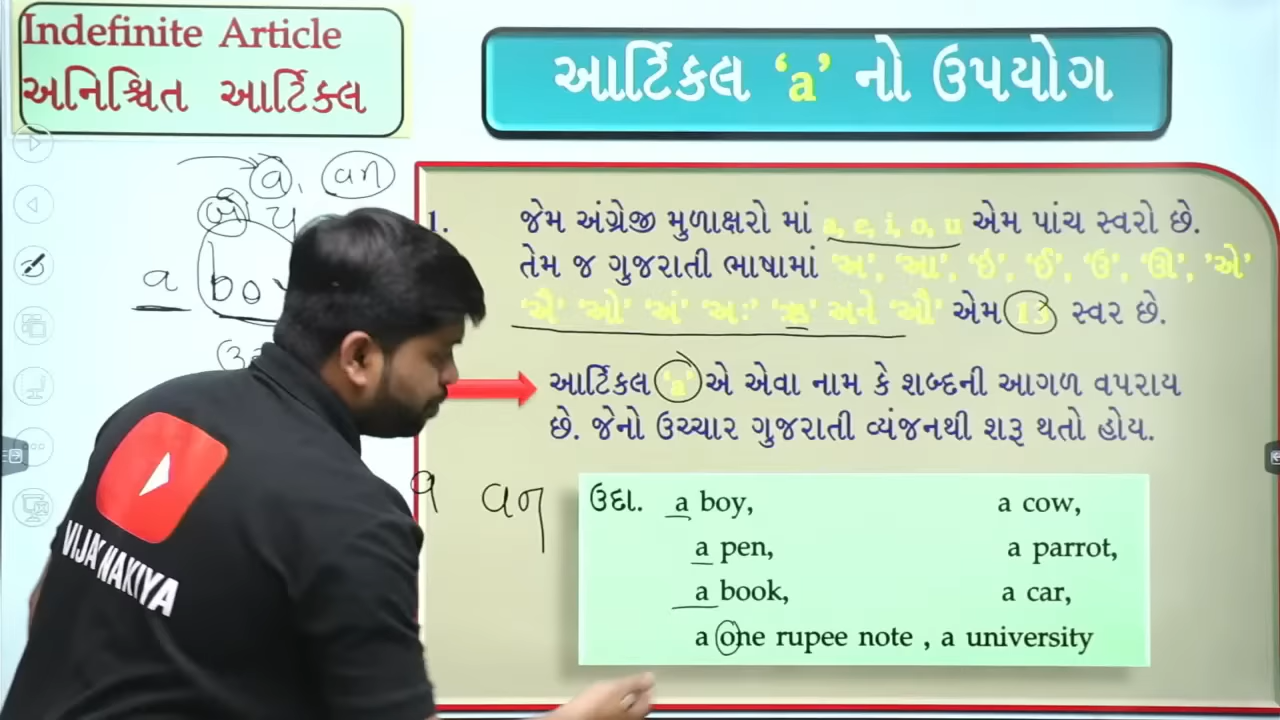 Indefinite Article
અનિશ્ચિત આર્ટિકલ
આર્ટિકલ ‘a’ નો ઉપયોગ
a, an
a boy
1. જેમ અંગ્રેજી મુળાક્ષરો માં a, e, i, o, u એમ પાંચ સ્વરો છે.
તેમ જ ગુજરાતી ભાષામાં ‘અ’, ‘આ’, ‘ઇ’, ‘ઈ’, ‘ઉ’, ‘ઊ’, ’એ’
‘ઐ’ ‘ઓ’ ‘અં’ ‘અઃ’ ‘ઋ’ અને ‘ઔ’ એમ 13 સ્વર છે.
આર્ટિકલ ‘a’ એ એવા નામ કે શબ્દની આગળ વપરાય
છે. જેનો ઉચ્ચાર ગુજરાતી વ્યંજનથી શરૂ થતો હોય.
a an
ઉદા. a boy, a cow,
a pen, a parrot,
a book, a car,
a one rupee note , a university
VIJAY NAKIYA